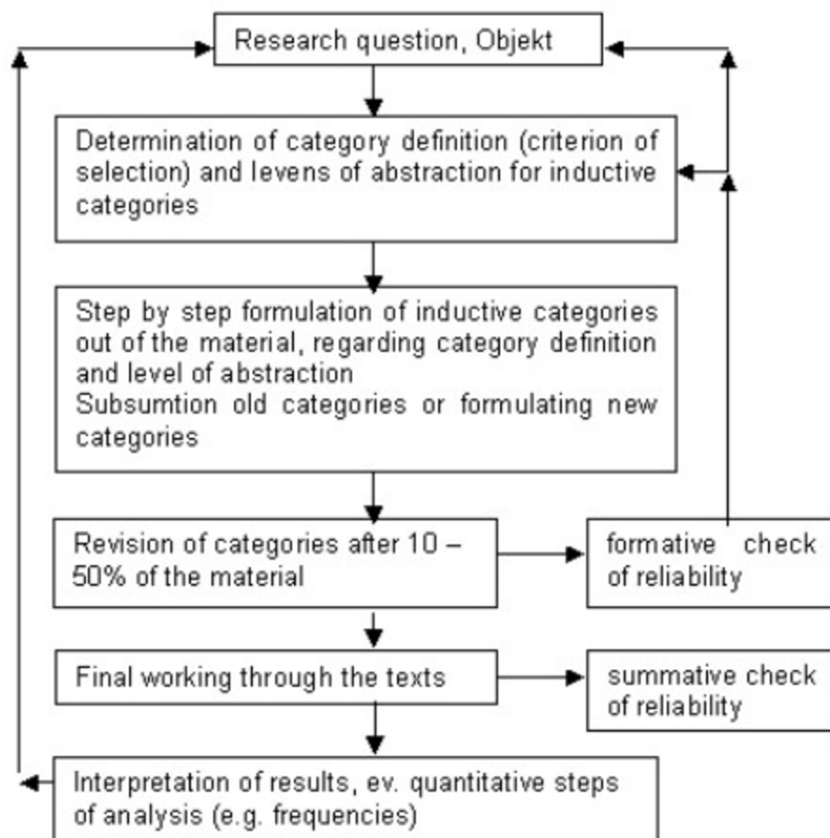 Research question, Objekt
Determination of category definition (criterion of
selection) and levens of abstraction for inductive
categories
Step by step formulation of inductive categories
out of the material, regarding category definition
and level of abstraction
Subsumtion old categories or formulating new
categories
Revision of categories after 10 –
50% of the material
formative check
of reliability
Final working through the texts
summative check
of reliability
Interpretation of results, ev. quantitative steps
of analysis (e.g. frequencies)